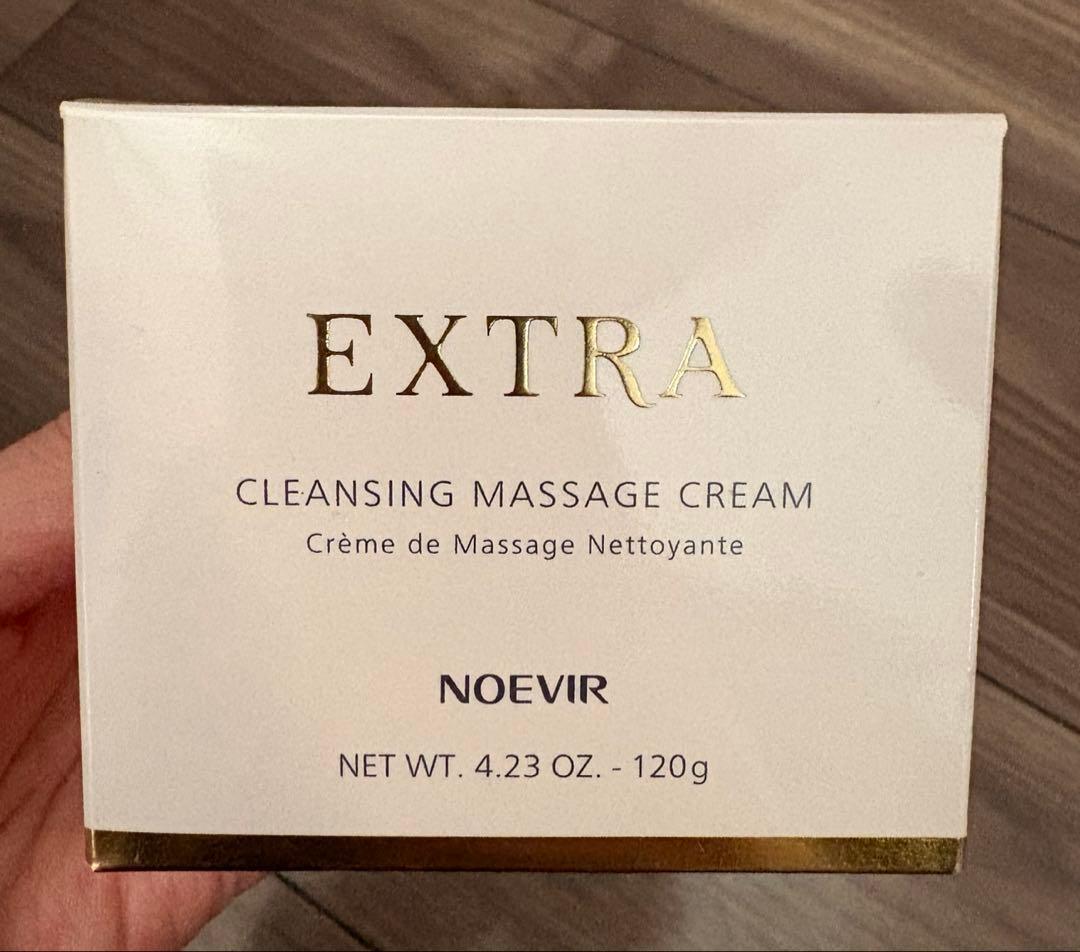 EXTRA
CLEANSING MASSAGE CREAM
Crème de Massage Nettoyante
NOEVIR
NET WT. 4.23 OZ. - 120g